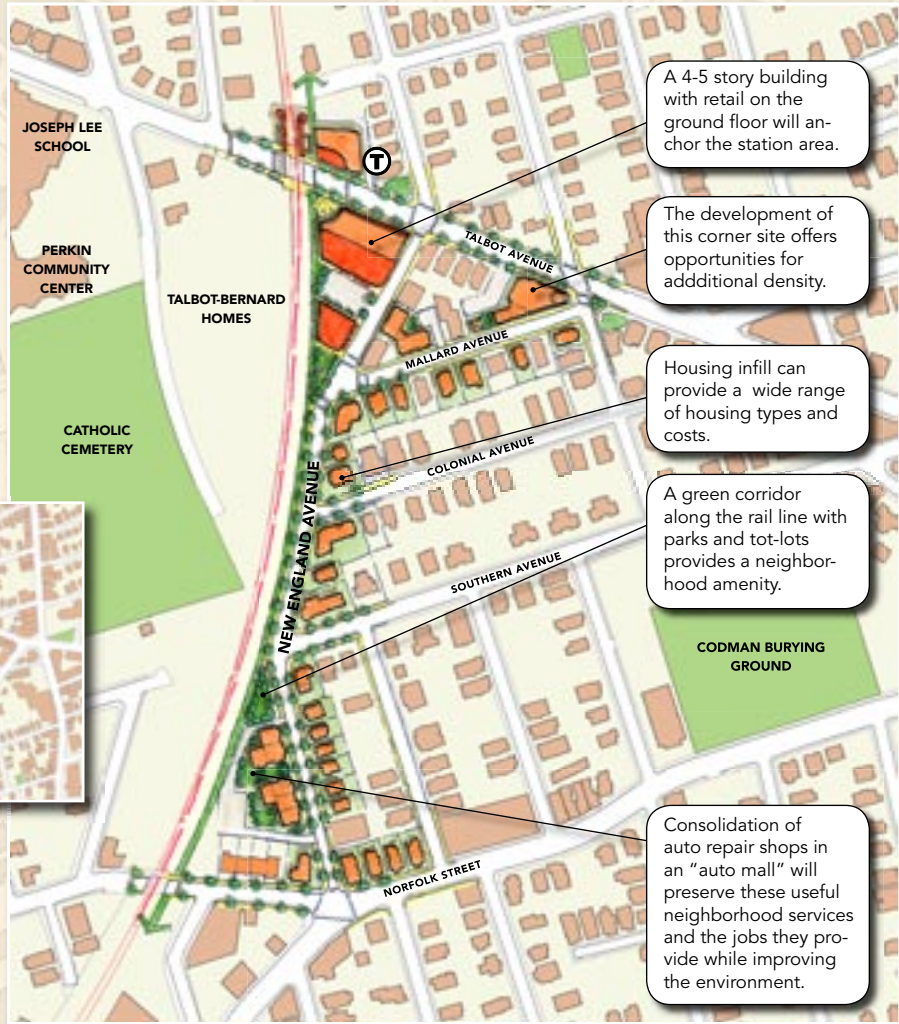 A 4-5 story building
with retail on the
ground floor will an-
chor the station area.
JOSEPH LEE
SCHOOL
T
The development of
this corner site offers
opportunities for
addditional density.
TALBOT AVENUE
PERKIN
COMMUNITY
CENTER
TALBOT-BERNARD
HOMES
MALLARD AVENUE
Housing infill can
provide a wide range
of housing types and
costs.
CATHOLIC
CEMETERY
COLONIAL AVENUE
NEW ENGLAND AVENUE
A green corridor
along the rail line with
parks and tot-lots
provides a neighbor-
hood amenity.
SOUTHERN AVENUE
CODMAN BURYING
GROUND
Consolidation of
auto repair shops in
an “auto mall” will
preserve these useful
neighborhood services
and the jobs they pro-
vide while improving
the environment.
NORFOLK STREET